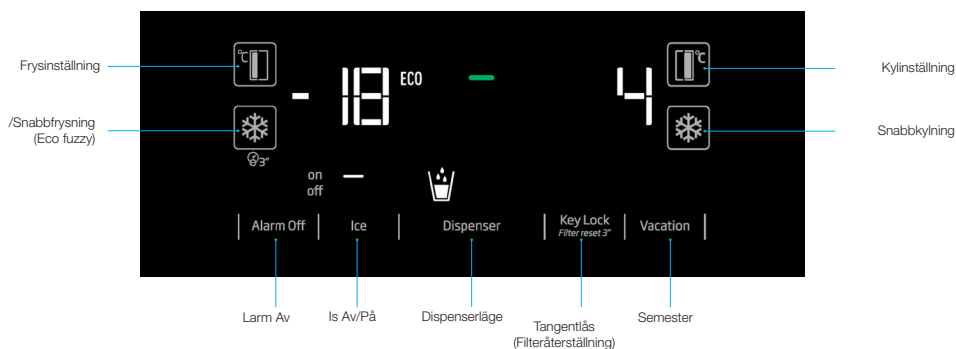 Frysinställning
°C
- 18
ECO
4
°C
Kylinställning
/Snabbfrysning
(Eco fuzzy)
3"
Snabbkylning
on
off
Alarm Off
Ice
Dispenser
Key Lock
Filter reset 3"
Vacation
Larm Av
Is Av/På
Dispenserläge
Tangentlås
(Filteråterställning)
Semester